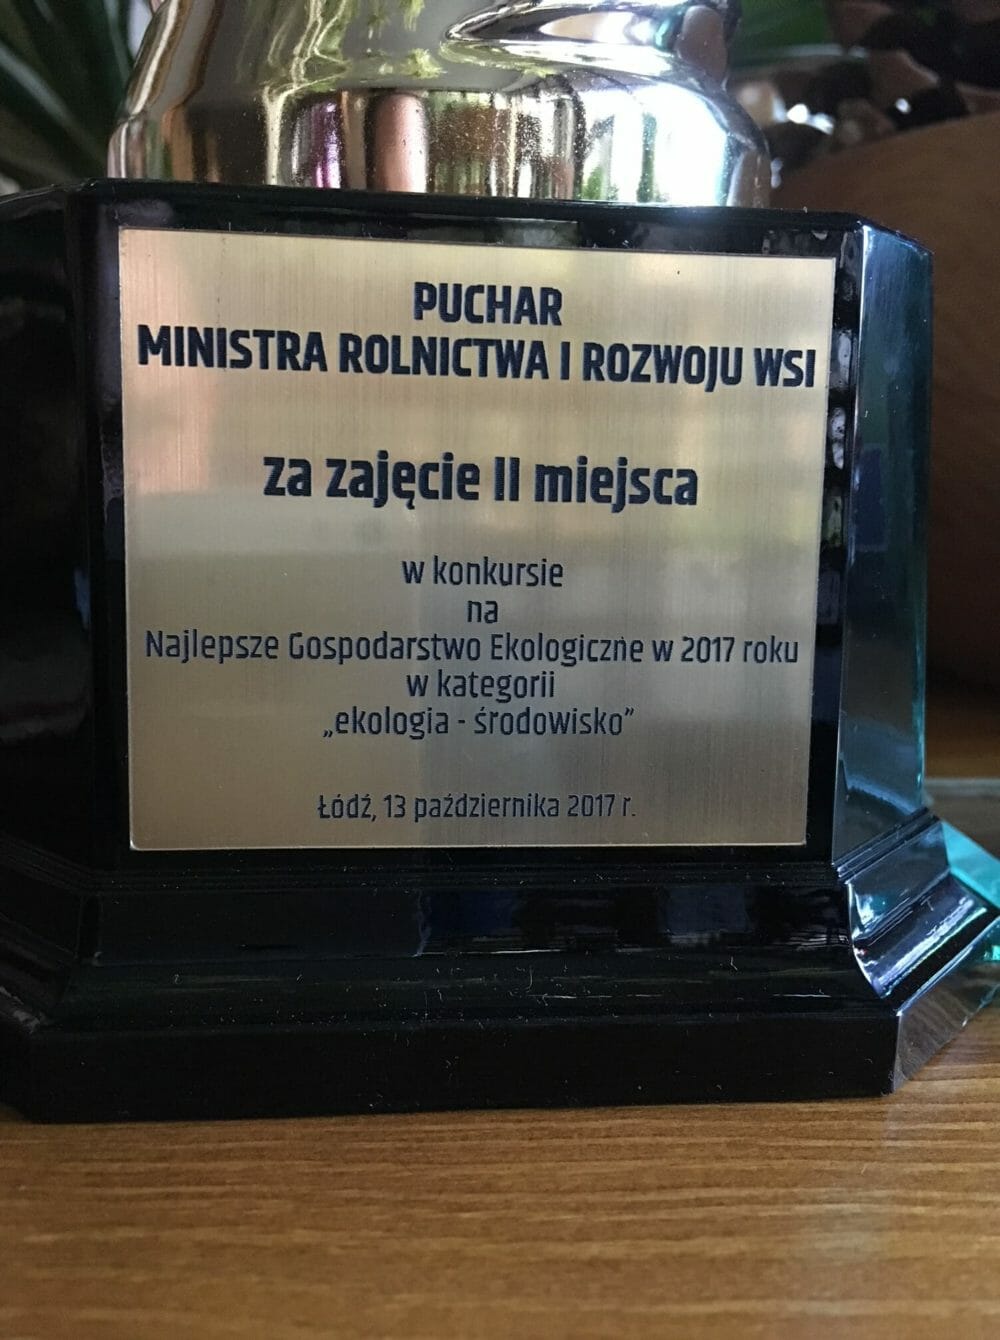 PUCHAR
MINISTRA ROLNICTWA I ROZWOJU WSI
za zajęcie II miejsca
w konkursie
na
Najlepsze Gospodarstwo Ekologiczne w 2017 roku
w kategorii
„ekologia - środowisko”
Łódź, 13 października 2017 r.